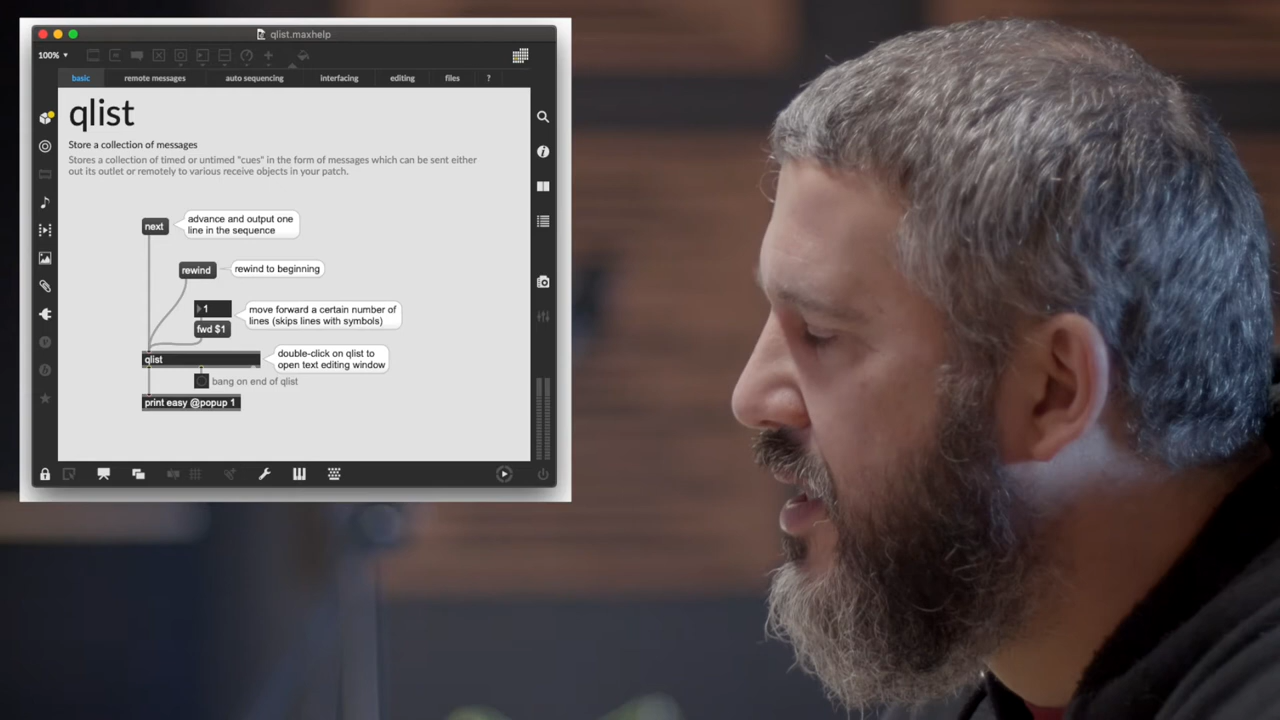 qlist.maxhelp
100%
basic remote messages auto sequencing interfacing editing files ?
qlist
Store a collection of messages
Stores a collection of timed or untimed "cues" in the form of messages which can be sent either
out its outlet or remotely to various receive objects in your patch.
next
advance and output one
line in the sequence
rewind
rewind to beginning
1
move forward a certain number of
lines (skips lines with symbols)
fwd $1
qlist
double-click on qlist to
open text editing window
bang on end of qlist
print easy @popup 1